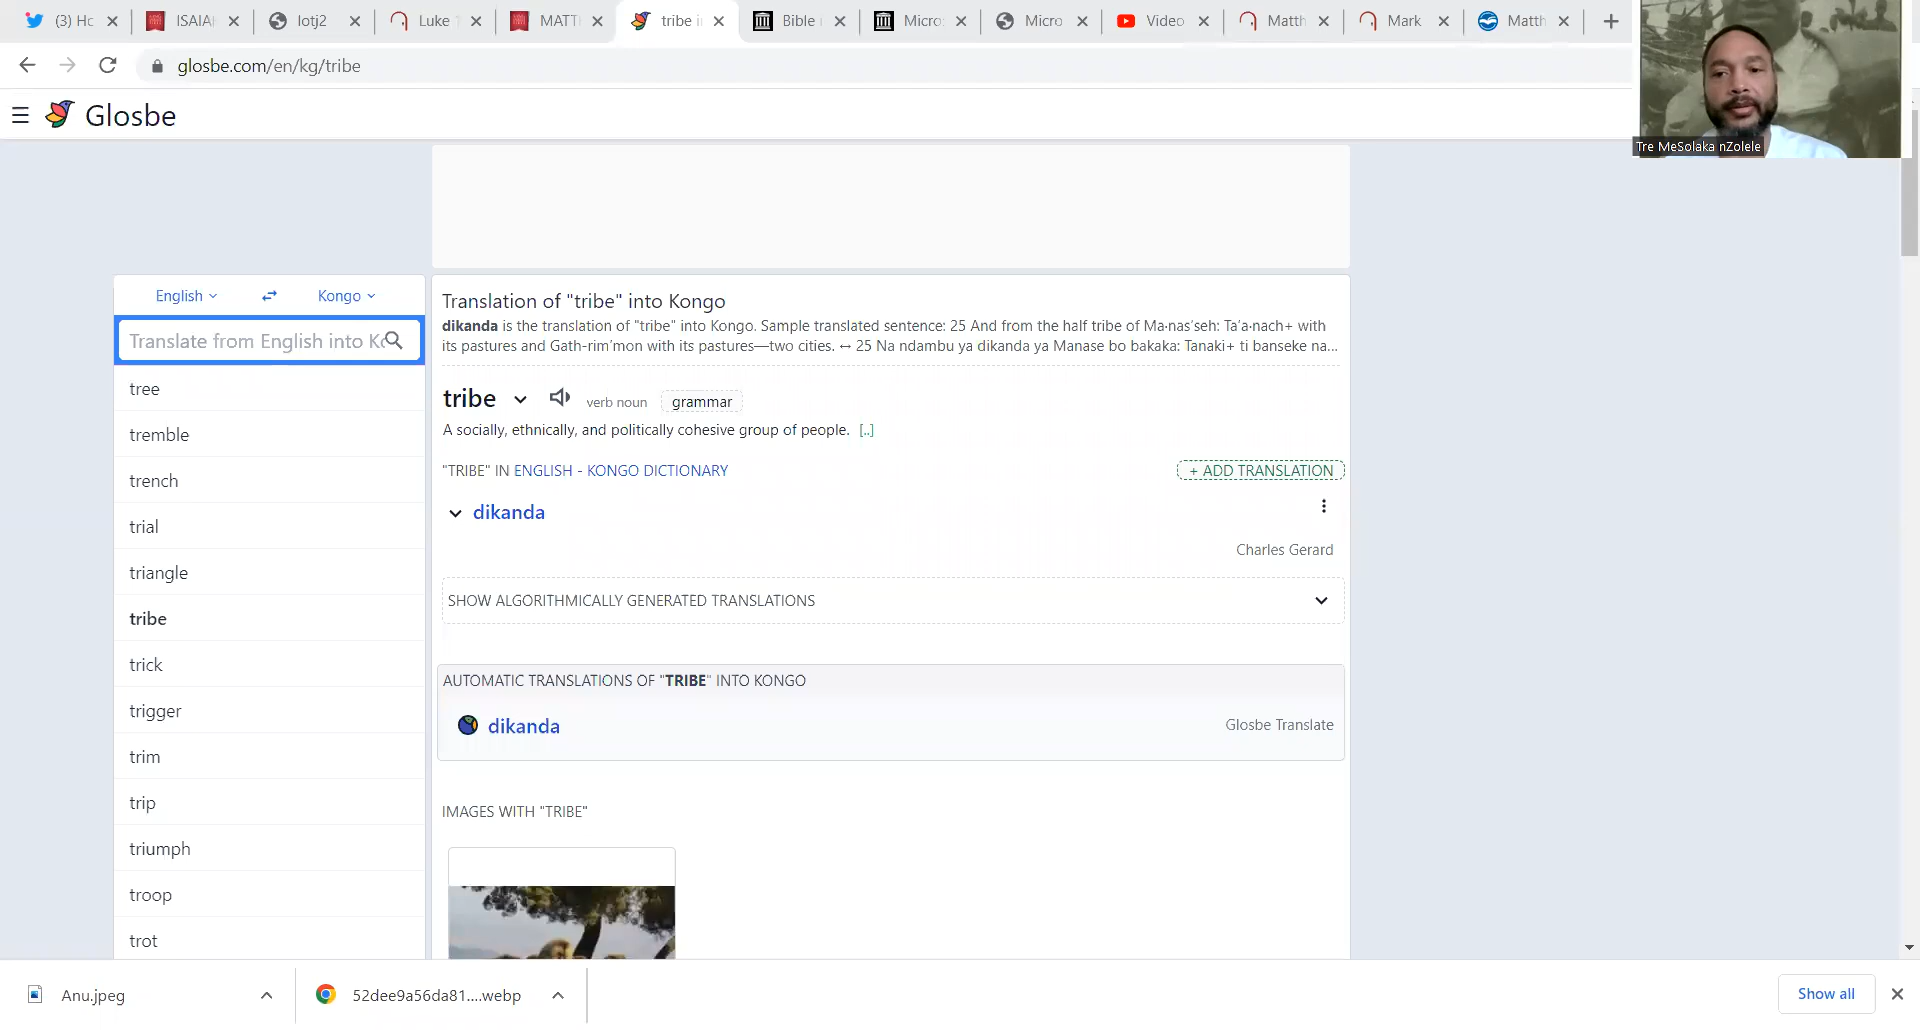 (3) Hc
ISAIA
Iotj2
Luke 1
MATT
tribe i
Bible
Micro
Micro
Video
Matth
Mark
Matth
glosbe.com/en/kg/tribe
Glosbe
Tre MeSolaka nZolele
English
Kongo
Translate from English into Ko
tree
tremble
trench
trial
triangle
tribe
trick
trigger
trim
trip
triumph
troop
trot
Translation of "tribe" into Kongo
dikanda is the translation of "tribe" into Kongo. Sample translated sentence: 25 And from the half tribe of Ma·nasʹseh: Taʹa·nach+ with
its pastures and Gath-rimʹmon with its pastures—two cities. ↔ 25 Na ndambu ya dikanda ya Manase bo bakaka: Tanaki+ ti banseke na...
tribe verb noun grammar
A socially, ethnically, and politically cohesive group of people. [..]
"TRIBE" IN ENGLISH - KONGO DICTIONARY
+ ADD TRANSLATION
dikanda
Charles Gerard
SHOW ALGORITHMICALLY GENERATED TRANSLATIONS
AUTOMATIC TRANSLATIONS OF "TRIBE" INTO KONGO
dikanda
Glosbe Translate
IMAGES WITH "TRIBE"
Anu.jpeg
52dee9a56da81....webp
Show all